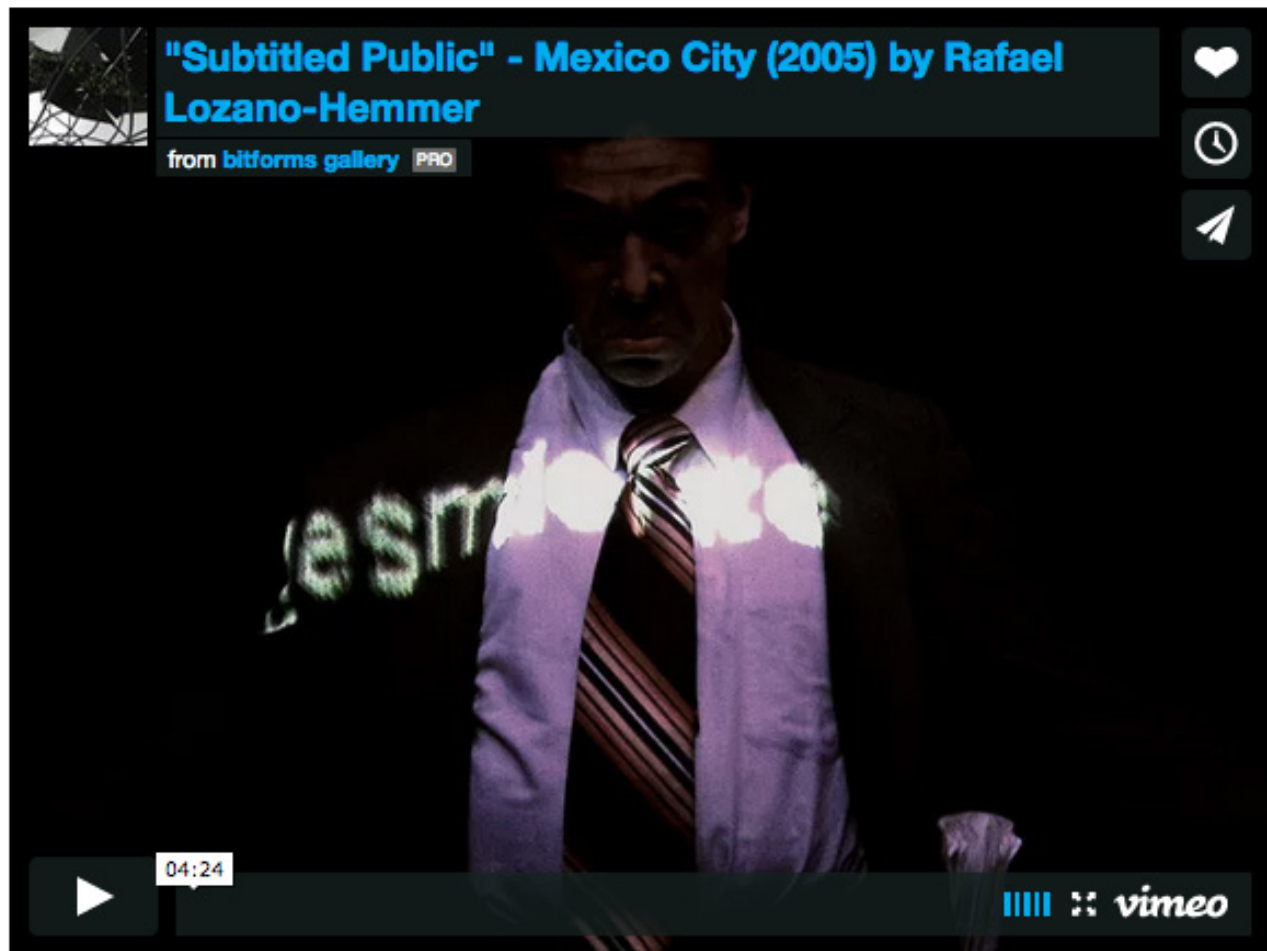 "Subtitled Public" - Mexico City (2005) by Rafael
Lozano-Hemmer
from bitforms gallery PRO
04:24
vimeo